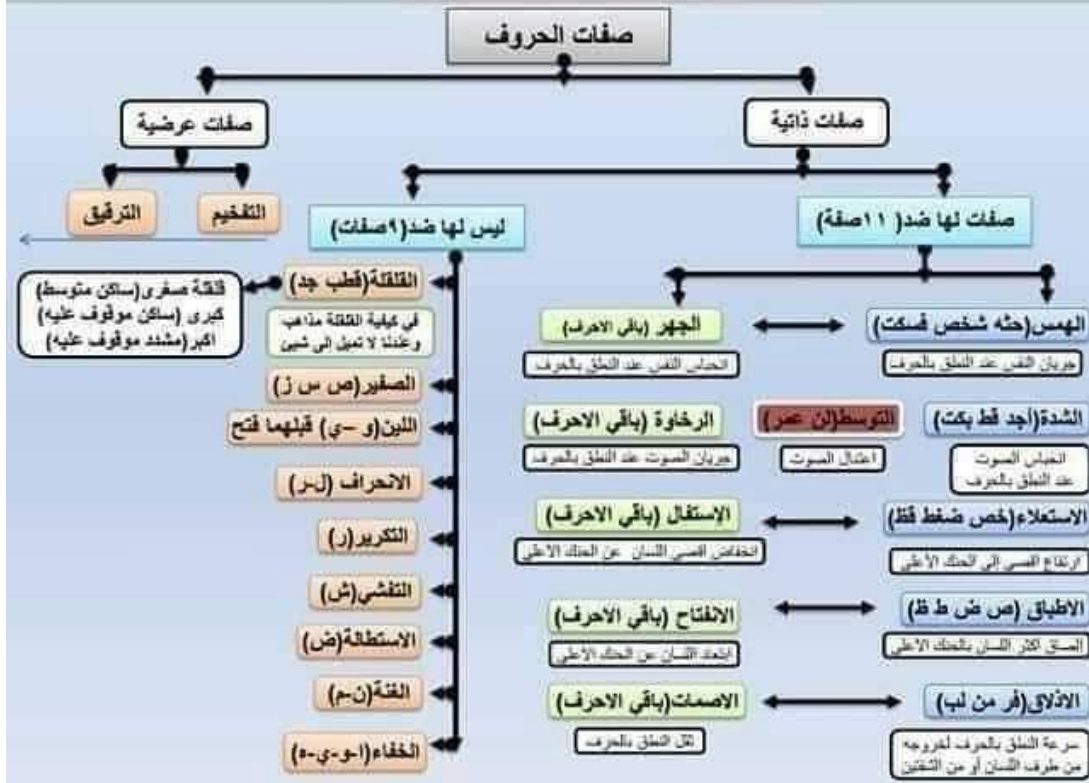 صفات الحروف
صفات ذاتية
صفات عرضية
صفات لها ضد( ١١صفة)
ليس لها ضد(٩صفات)
التفخيم
الترقيق
الهمس(حثه شخص فسكت)
الجهر (باقي الاحرف)
جريان النفس عند النطق بالحرف
انحباس النفس عند النطق بالحرف
الشدة(أجد قط بكت)
التوسط(لن عمر)
الرخاوة (باقي الاحرف)
انحباس الصوت
عند النطق بالحرف
اعتدال الصوت
جريان الصوت عند النطق بالحرف
الاستعلاء(خص ضغط قظ)
الإستفال (باقي الاحرف)
ارتفاع اقصى إلى الحنك الأعلى
انخفاض اقصى اللسان عن الحنك الاعلى
الاطباق (ص ض ط ظ)
الانفتاح (باقي الاحرف)
إلصاق اكثر اللسان بالحنك الاعلى
ابتعاد اللسان عن الحنك الأعلى
الاذلاق(فر من لب)
الاصمات(باقي الاحرف)
سرعة النطق بالحرف لخروجه
من طرف اللسان أو من الشفتين
ثقل النطق بالحرف
القلقلة(قطب جد)
قلقلة صغرى(ساكن متوسط)
كبرى (ساكن موقوف عليه)
اكبر(مشدد موقوف عليه)
في كيفية القلقلة مذاهب
وعندنا لا تميل إلى شيئ
الصفير(ص س ز)
اللين(و –ي) قبلهما فتح
الانحراف (ل-ر)
التكرير(ر)
التفشي(ش)
الاستطالة(ض)
الغنة(ن-م)
الخفاء(ا-و-ي-ه)